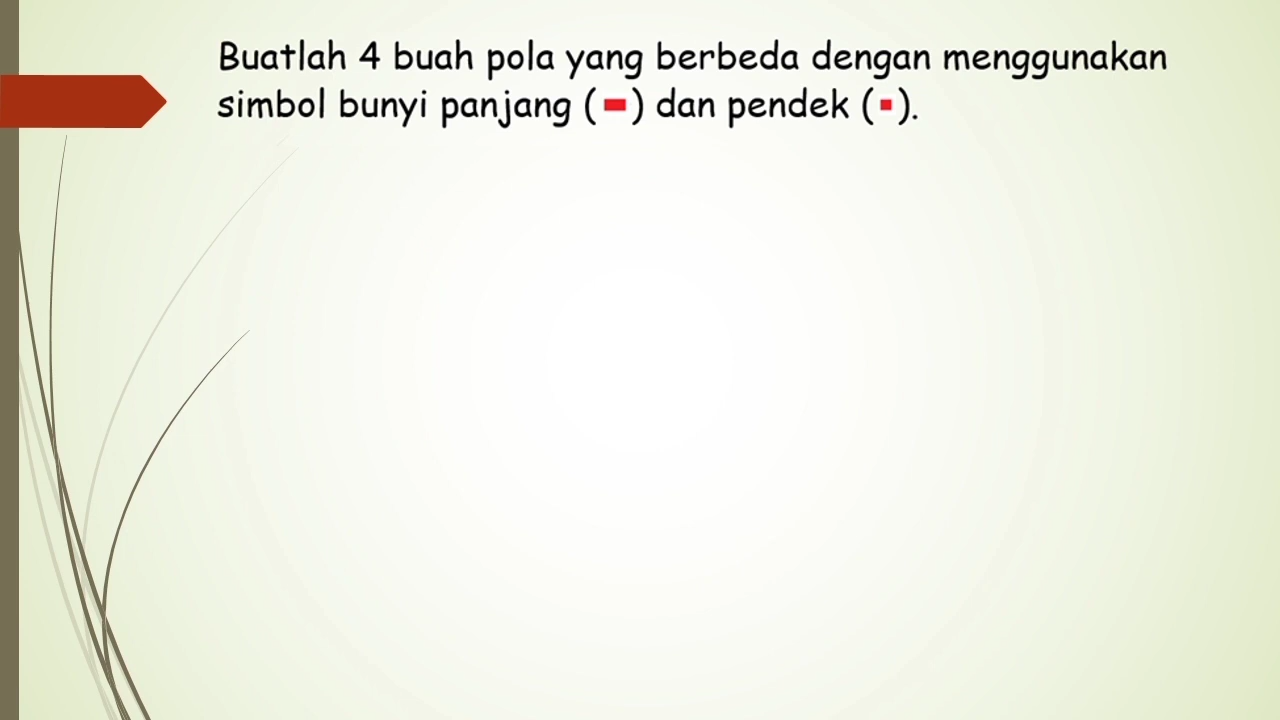 Buatlah 4 buah pola yang berbeda dengan menggunakan
simbol bunyi panjang (▬) dan pendek (▪).